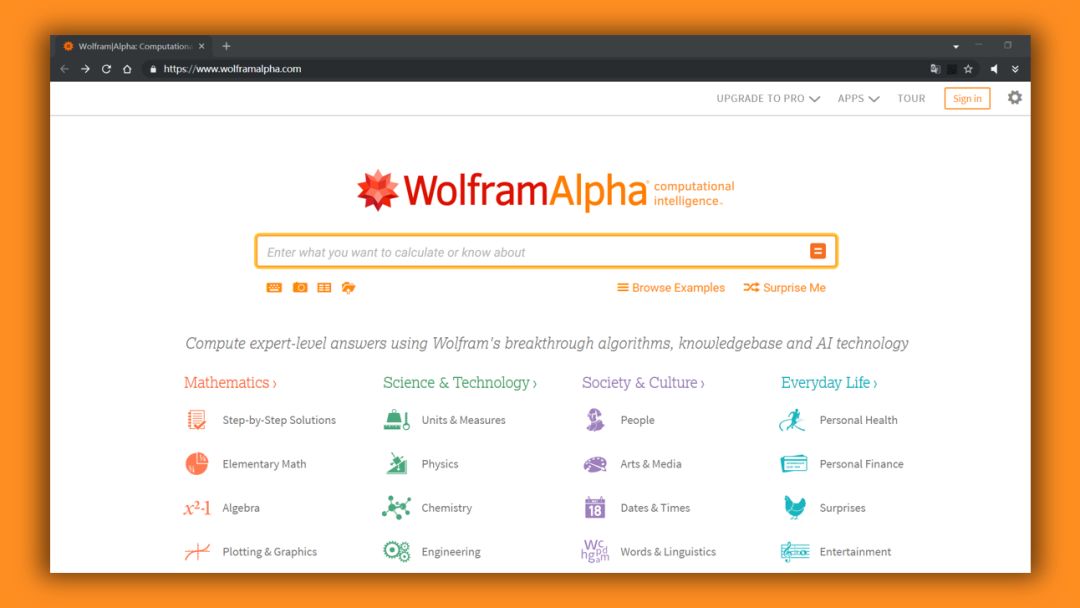 Wolfram|Alpha: Computationa
https://www.wolframalpha.com
UPGRADE TO PRO APPS TOUR Sign in
WolframAlpha computational intelligence.
Enter what you want to calculate or know about
Browse Examples Surprise Me
Compute expert-level answers using Wolfram's breakthrough algorithms, knowledgebase and AI technology
Mathematics › Science & Technology › Society & Culture › Everyday Life ›
Step-by-Step Solutions Units & Measures People Personal Health
Elementary Math Physics Arts & Media Personal Finance
x²-1 Algebra Chemistry 18 Dates & Times Surprises
Plotting & Graphics Engineering Words & Linguistics Entertainment